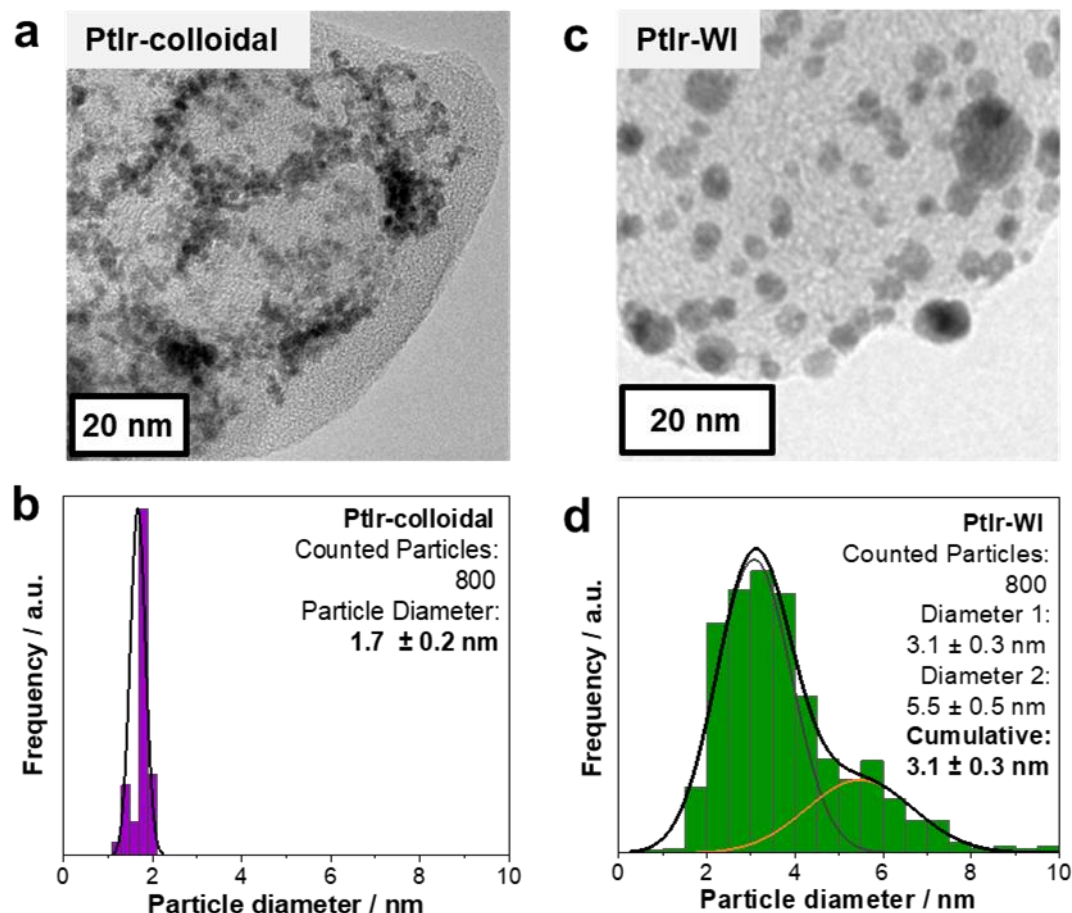 a
PtIr-colloidal
20 nm
c
PtIr-WI
20 nm
b
PtIr-colloidal
Counted Particles:
800
Particle Diameter:
1.7 ± 0.2 nm
Frequency / a.u.
0 2 4 6 8 10
Particle diameter / nm
d
PtIr-WI
Counted Particles:
800
Diameter 1:
3.1 ± 0.3 nm
Diameter 2:
5.5 ± 0.5 nm
Cumulative:
3.1 ± 0.3 nm
Frequency / a.u.
0 2 4 6 8 10
Particle diameter / nm